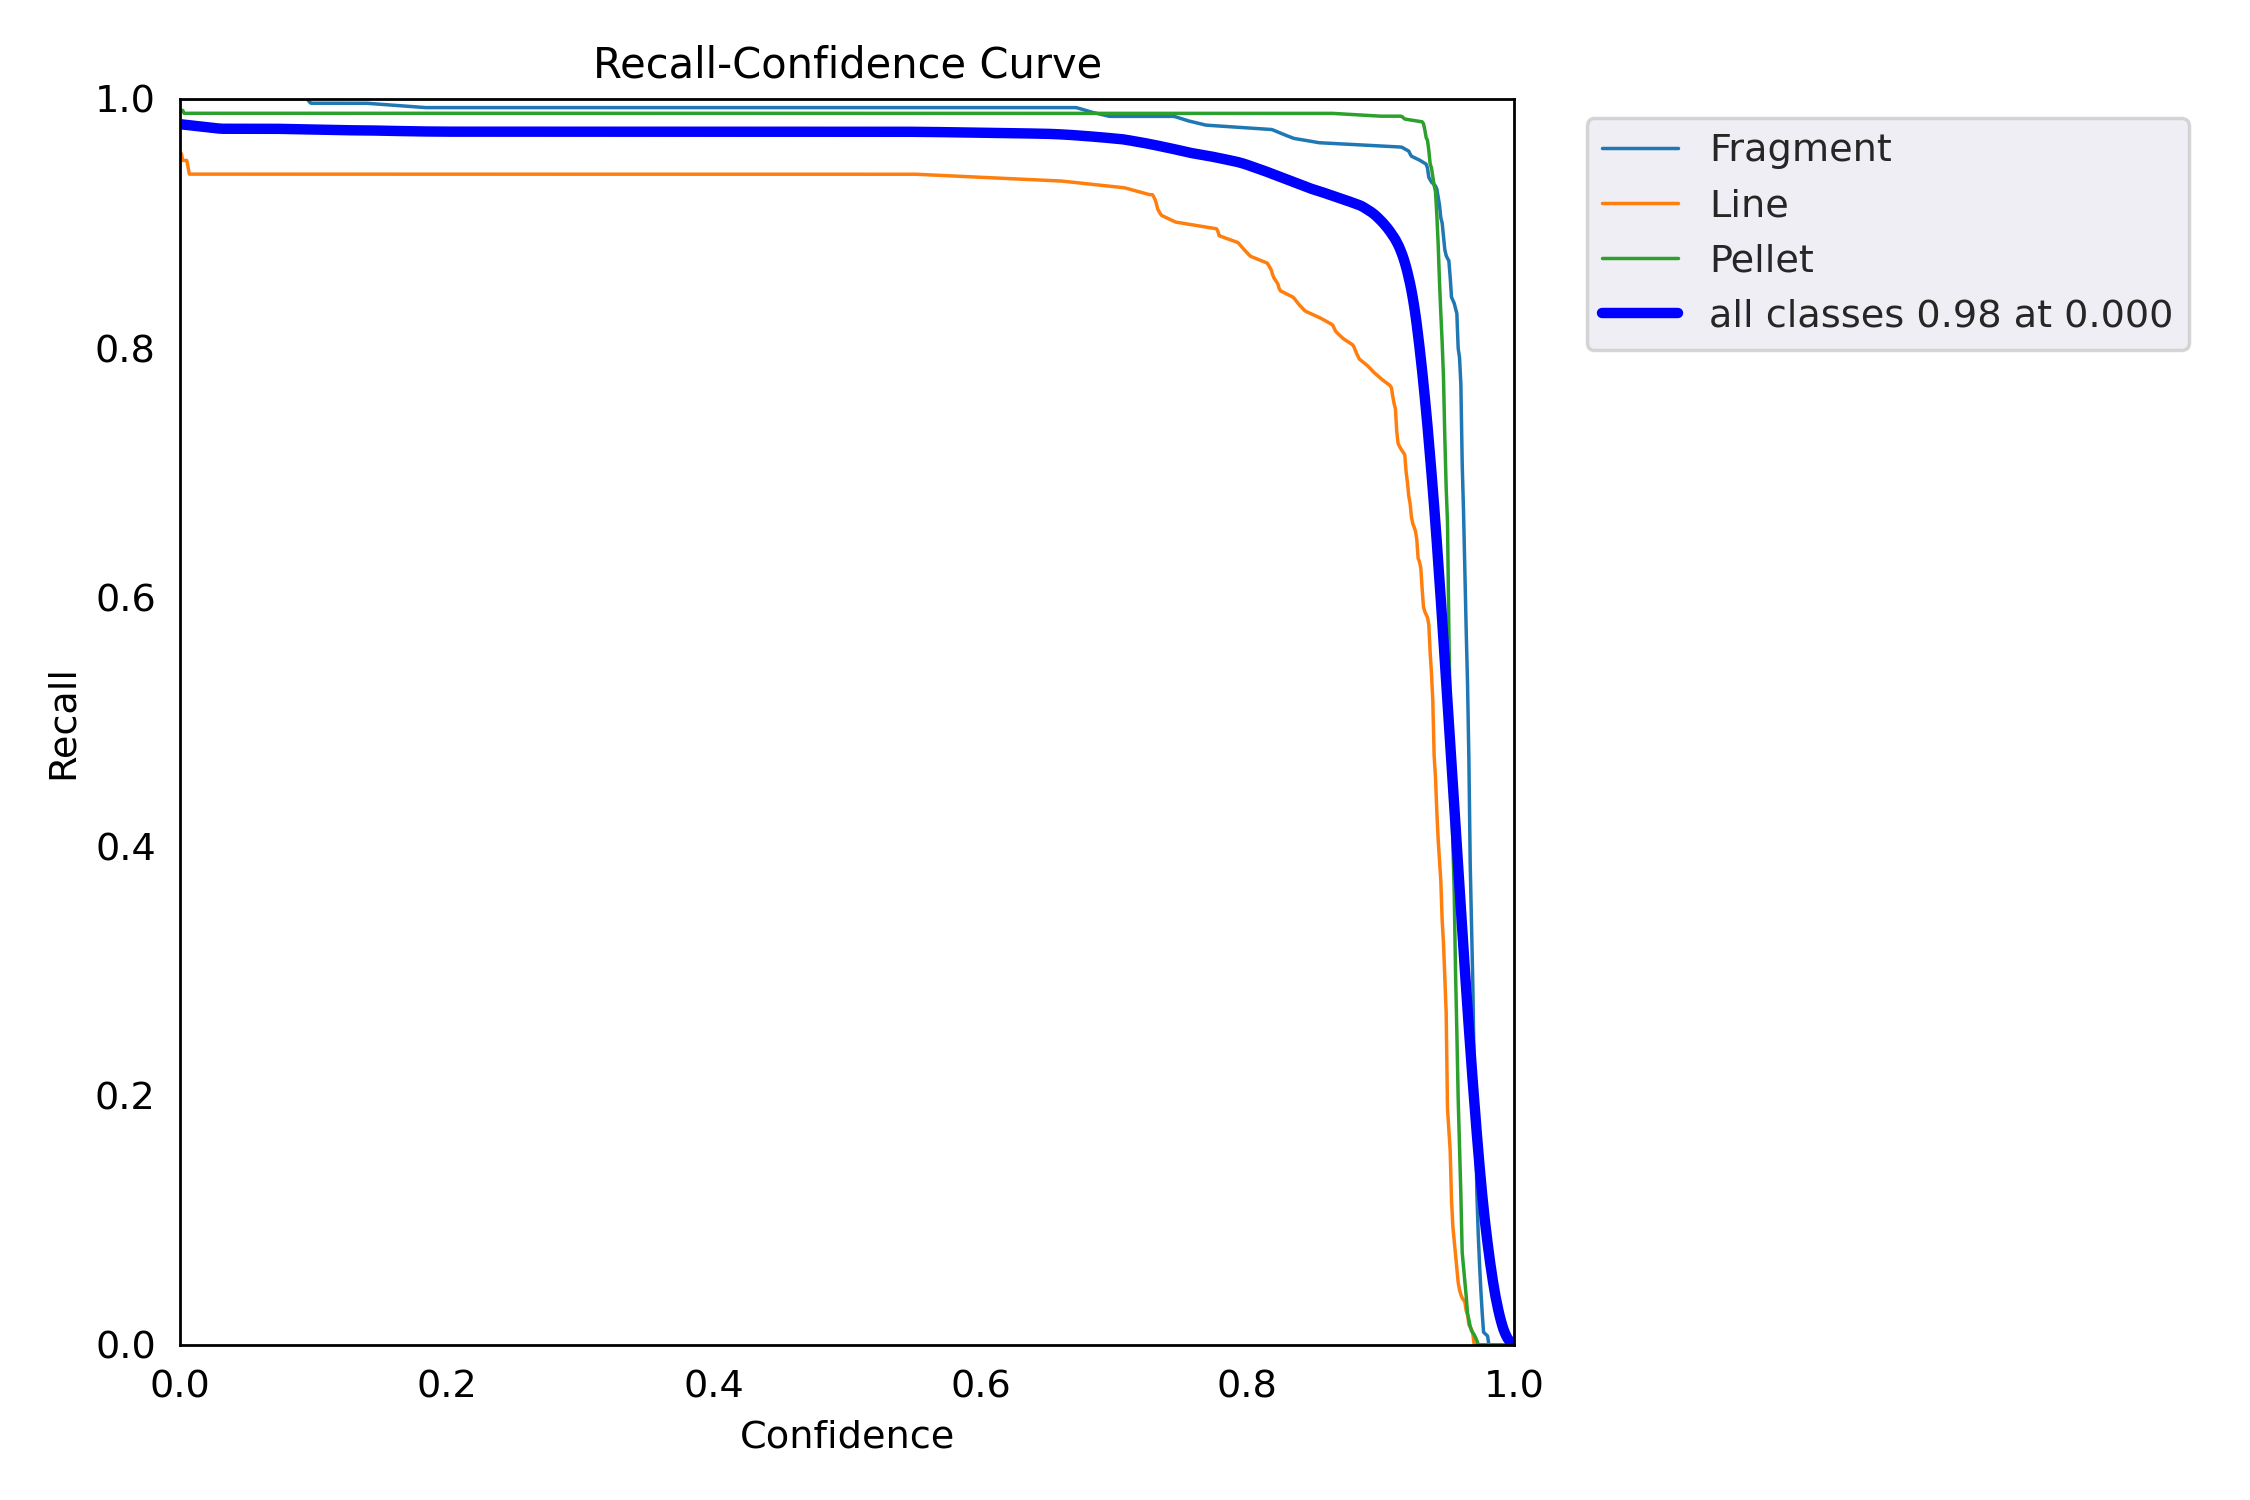 Recall-Confidence Curve
1.0
0.8
0.6
0.4
0.2
0.0
Recall
0.0 0.2 0.4 0.6 0.8 1.0
Confidence
Fragment
Line
Pellet
all classes 0.98 at 0.000